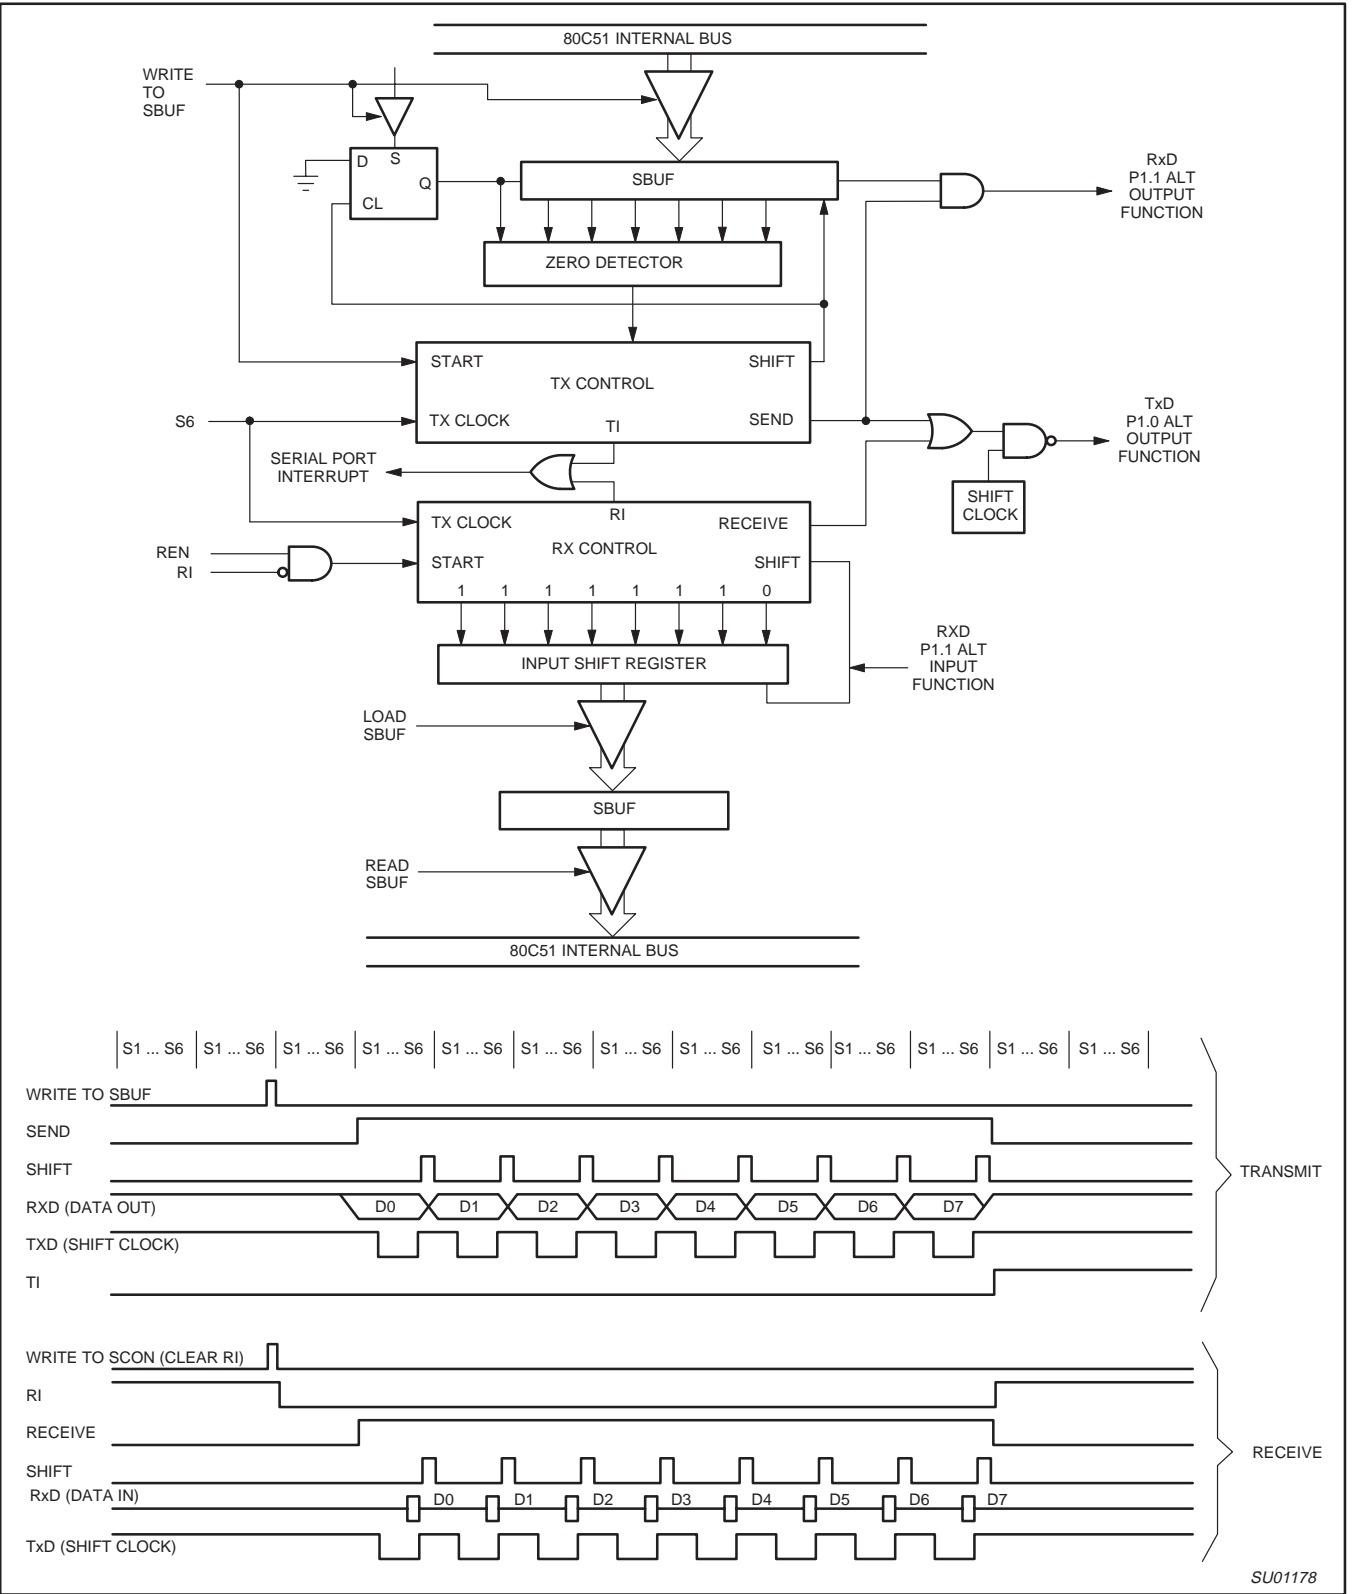 80C51 INTERNAL BUS
WRITE
TO
SBUF
D
S
Q
CL
SBUF
RxD
P1.1 ALT
OUTPUT
FUNCTION
ZERO DETECTOR
START
SHIFT
TX CONTROL
S6
TX CLOCK
TI
SEND
TxD
P1.0 ALT
OUTPUT
FUNCTION
SERIAL PORT
INTERRUPT
SHIFT
CLOCK
TX CLOCK
RI
RECEIVE
RX CONTROL
REN
RI
START
SHIFT
1 1 1 1 1 1 1 0
RXD
P1.1 ALT
INPUT
FUNCTION
INPUT SHIFT REGISTER
LOAD
SBUF
SBUF
READ
SBUF
80C51 INTERNAL BUS
S1 ... S6 S1 ... S6 S1 ... S6 S1 ... S6 S1 ... S6 S1 ... S6 S1 ... S6 S1 ... S6 S1 ... S6 S1 ... S6 S1 ... S6 S1 ... S6 S1 ... S6
WRITE TO SBUF
SEND
SHIFT
TRANSMIT
RXD (DATA OUT) D0 D1 D2 D3 D4 D5 D6 D7
TXD (SHIFT CLOCK)
TI
WRITE TO SCON (CLEAR RI)
RI
RECEIVE
RECEIVE
SHIFT
RxD (DATA IN) D0 D1 D2 D3 D4 D5 D6 D7
TxD (SHIFT CLOCK)
SU01178